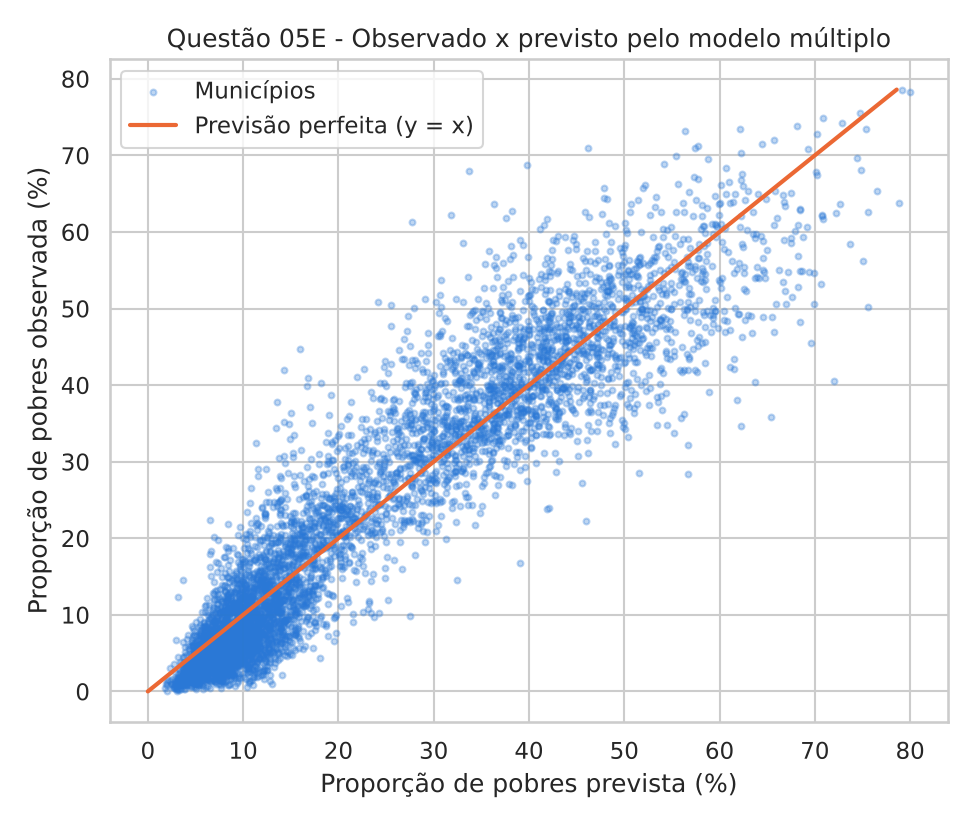 Questão 05E - Observado x previsto pelo modelo múltiplo
Municípios
Previsão perfeita (y = x)
Proporção de pobres observada (%)
80
70
60
50
40
30
20
10
0
0 10 20 30 40 50 60 70 80
Proporção de pobres prevista (%)